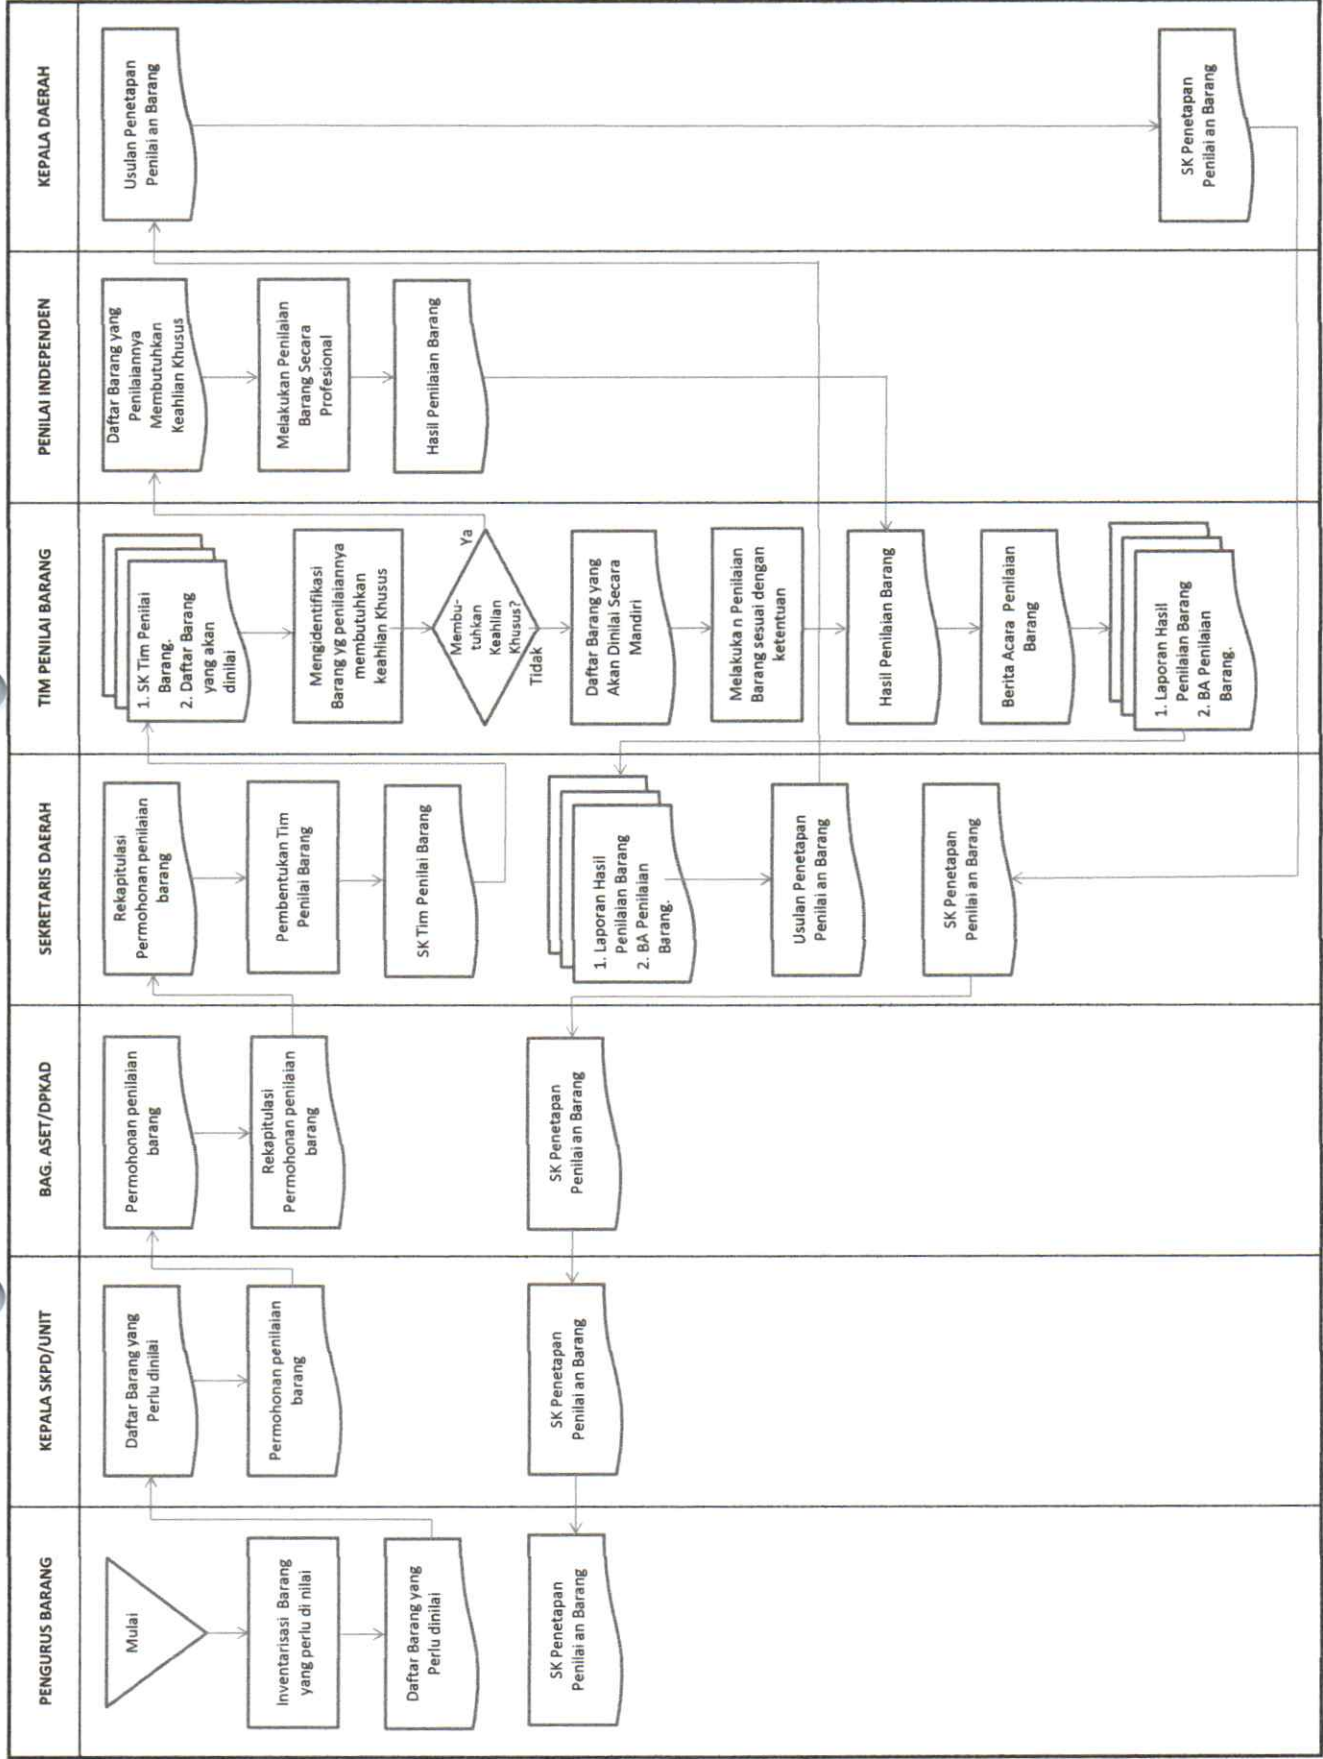 PENGURUS BARANG
Mulai
Inventarisasi Barang
yang perlu di nilai
Daftar Barang yang
Perlu dinilai
SK Penetapan
Penilai an Barang
KEPALA SKPD/UNIT
Daftar Barang yang
Perlu dinilai
Permohonan penilaian
barang
SK Penetapan
Penilai an Barang
BAG. ASET/DPKAD
Permohonan penilaian
barang
Rekapitulasi
Permohonan penilaian
barang
SK Penetapan
Penilai an Barang
SEKRETARIS DAERAH
Rekapitulasi
Permohonan penilaian
barang
Pembentukan Tim
Penilai Barang
SK Tim Penilai Barang
1. Laporan Hasil
Penilaian Barang
2. BA Penilaian
Barang.
Usulan Penetapan
Penilai an Barang
SK Penetapan
Penilai an Barang
TIM PENILAI BARANG
1. SK Tim Penilai
Barang.
2. Daftar Barang
yang akan
dinilai
Mengidentifikasi
Barang yg penilaiannya
membutuhkan
keahlian Khusus
Membu-
tuhkan
Keahlian
Khusus?
Ya
Tidak
Daftar Barang yang
Akan Dinilai Secara
Mandiri
Melakuka n Penilaian
Barang sesuai dengan
ketentuan
Hasil Penilaian Barang
Berita Acara Penilaian
Barang
1. Laporan Hasil
Penilaian Barang
2. BA Penilaian
Barang.
PENILAI INDEPENDEN
Daftar Barang yang
Penilaiannya
Membutuhkan
Keahlian Khusus
Melakukan Penilaian
Barang Secara
Profesional
Hasil Penilaian Barang
KEPALA DAERAH
Usulan Penetapan
Penilai an Barang
SK Penetapan
Penilai an Barang